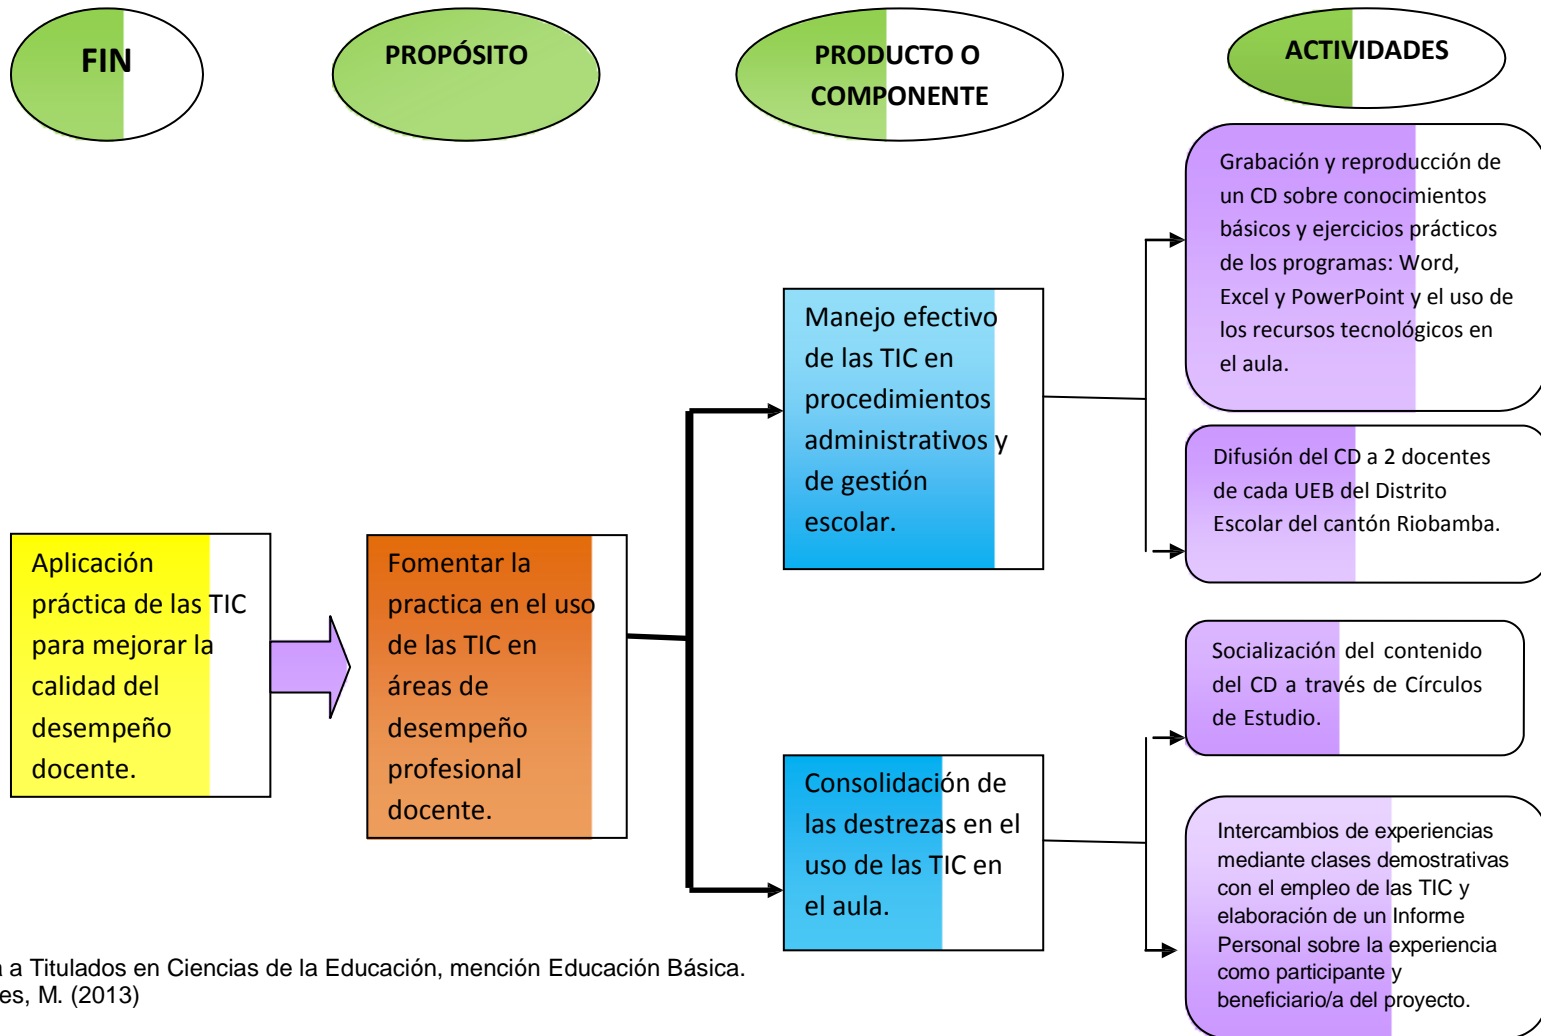 FIN
PROPÓSITO
PRODUCTO O
COMPONENTE
ACTIVIDADES
Aplicación
práctica de las TIC
para mejorar la
calidad del
desempeño
docente.
Fomentar la
practica en el uso
de las TIC en
áreas de
desempeño
profesional
docente.
Manejo efectivo
de las TIC en
procedimientos
administrativos y
de gestión
escolar.
Grabación y reproducción de
un CD sobre conocimientos
básicos y ejercicios prácticos
de los programas: Word,
Excel y PowerPoint y el uso de
los recursos tecnológicos en
el aula.
Difusión del CD a 2 docentes
de cada UEB del Distrito
Escolar del cantón Riobamba.
Consolidación de
las destrezas en el
uso de las TIC en
el aula.
Socialización del contenido
del CD a través de Círculos
de Estudio.
Intercambios de experiencias
mediante clases demostrativas
con el empleo de las TIC y
elaboración de un Informe
Personal sobre la experiencia
como participante y
beneficiario/a del proyecto.
a Titulados en Ciencias de la Educación, mención Educación Básica.
es, M. (2013)